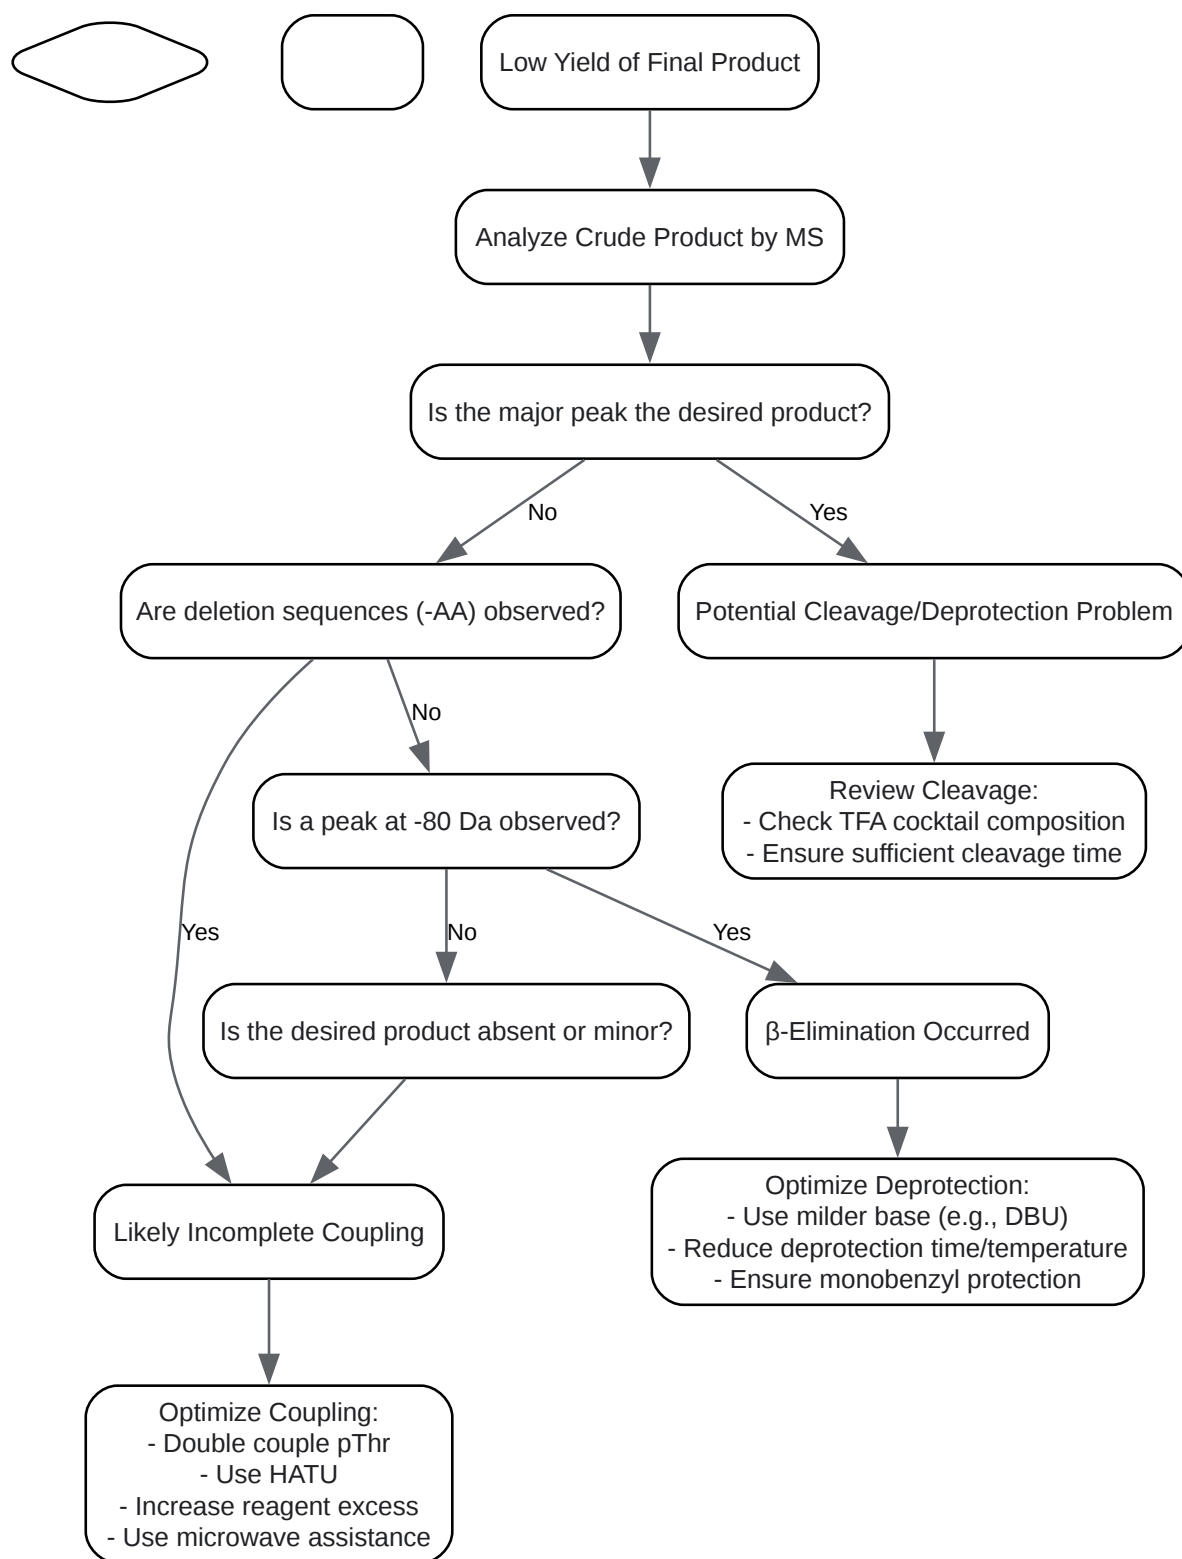 Low Yield of Final Product
Analyze Crude Product by MS
Is the major peak the desired product?
No
Yes
Are deletion sequences (-AA) observed?
Potential Cleavage/Deprotection Problem
No
Is a peak at -80 Da observed?
Review Cleavage:
- Check TFA cocktail composition
- Ensure sufficient cleavage time
Yes
No
Yes
Is the desired product absent or minor?
β-Elimination Occurred
Likely Incomplete Coupling
Optimize Deprotection:
- Use milder base (e.g., DBU)
- Reduce deprotection time/temperature
- Ensure monobenzyl protection
Optimize Coupling:
- Double couple pThr
- Use HATU
- Increase reagent excess
- Use microwave assistance